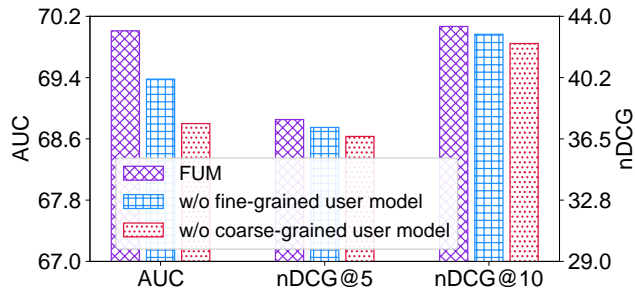 70.2
69.4
68.6
67.8
67.0
AUC
44.0
40.2
36.5
32.8
29.0
nDCG
FUM
w/o fine-grained user model
w/o coarse-grained user model
AUC nDCG@5 nDCG@10